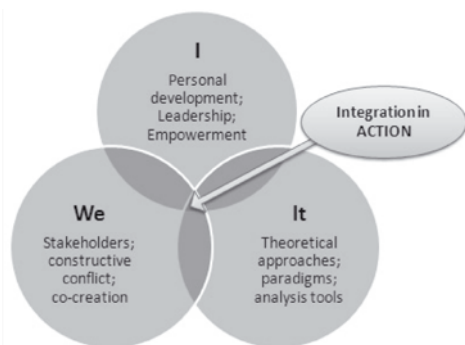 I
Personal
development;
Leadership;
Empowerment
Integration in
ACTION
We
Stakeholders;
constructive
conflict;
co-creation
It
Theoretical
approaches;
paradigms;
analysis tools